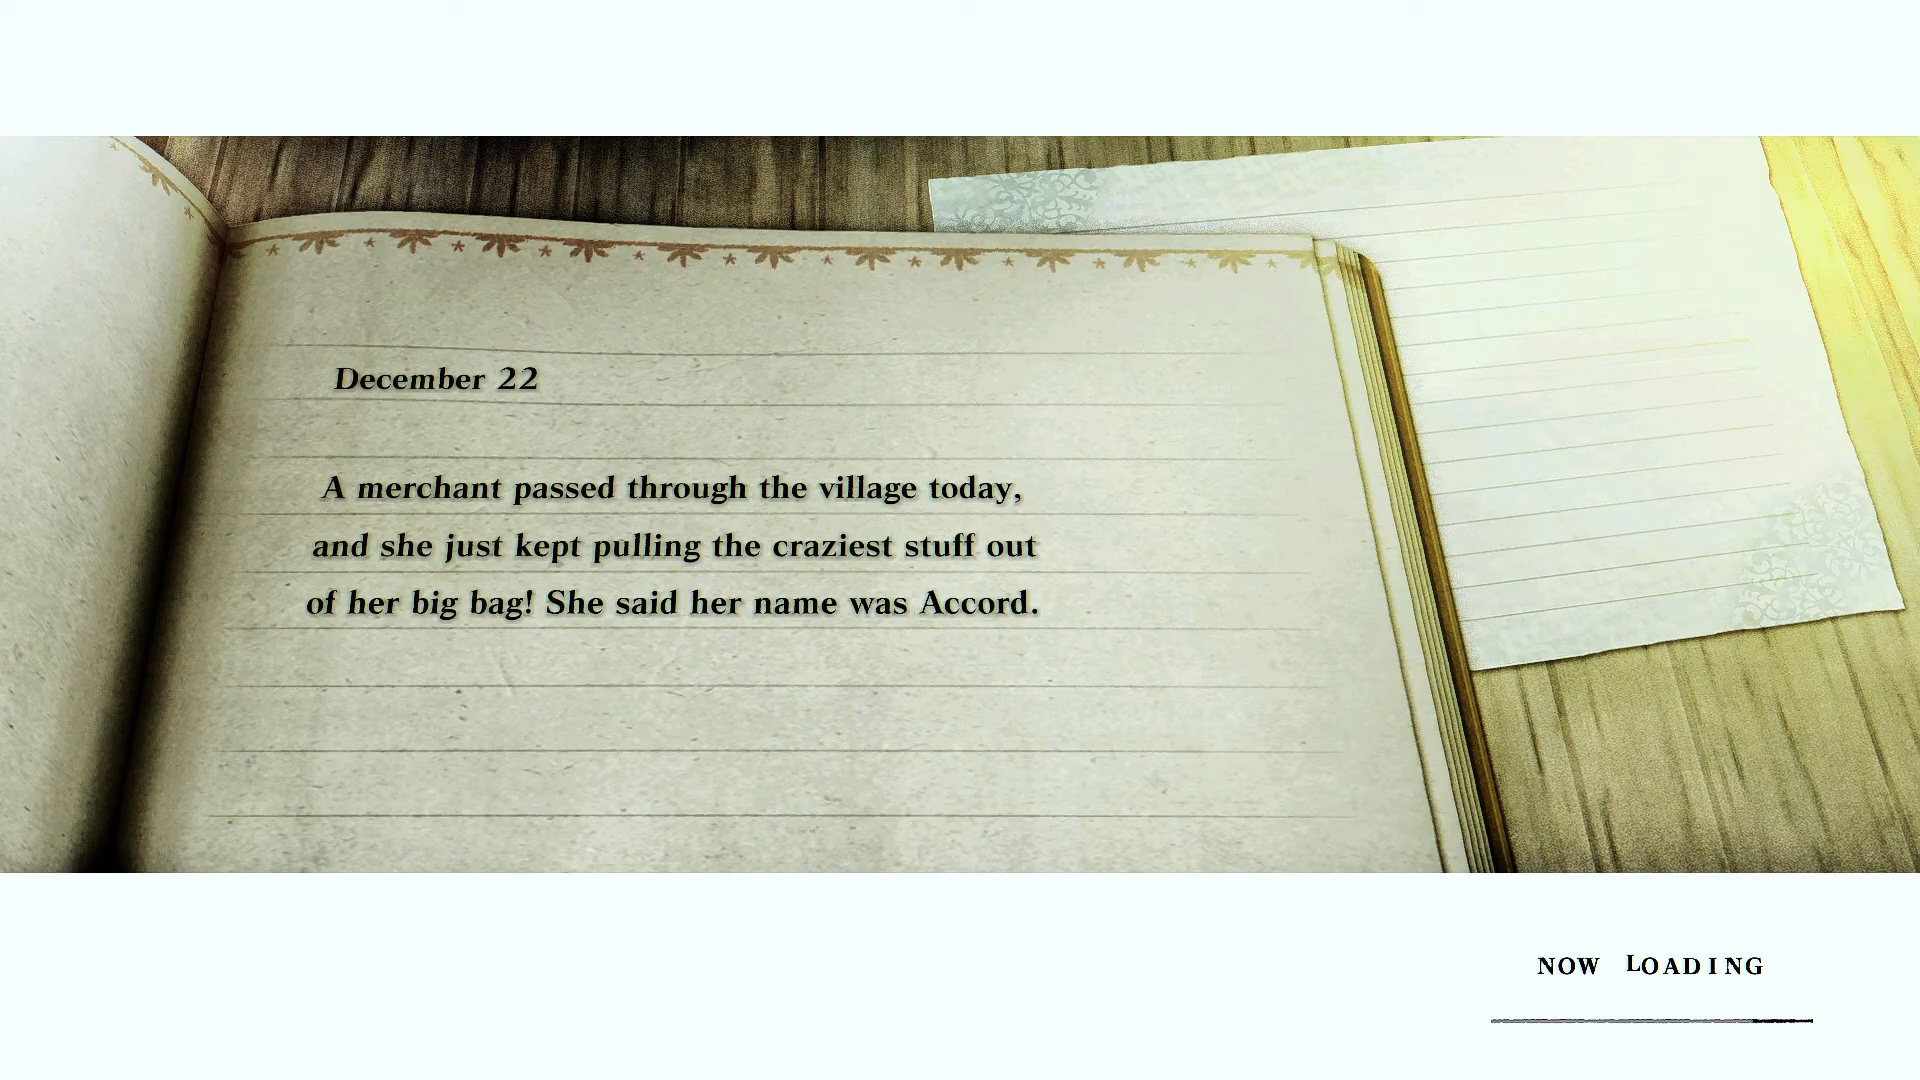 December 22
A merchant passed through the village today,
and she just kept pulling the craziest stuff out
of her big bag! She said her name was Accord.
NOW LOADING